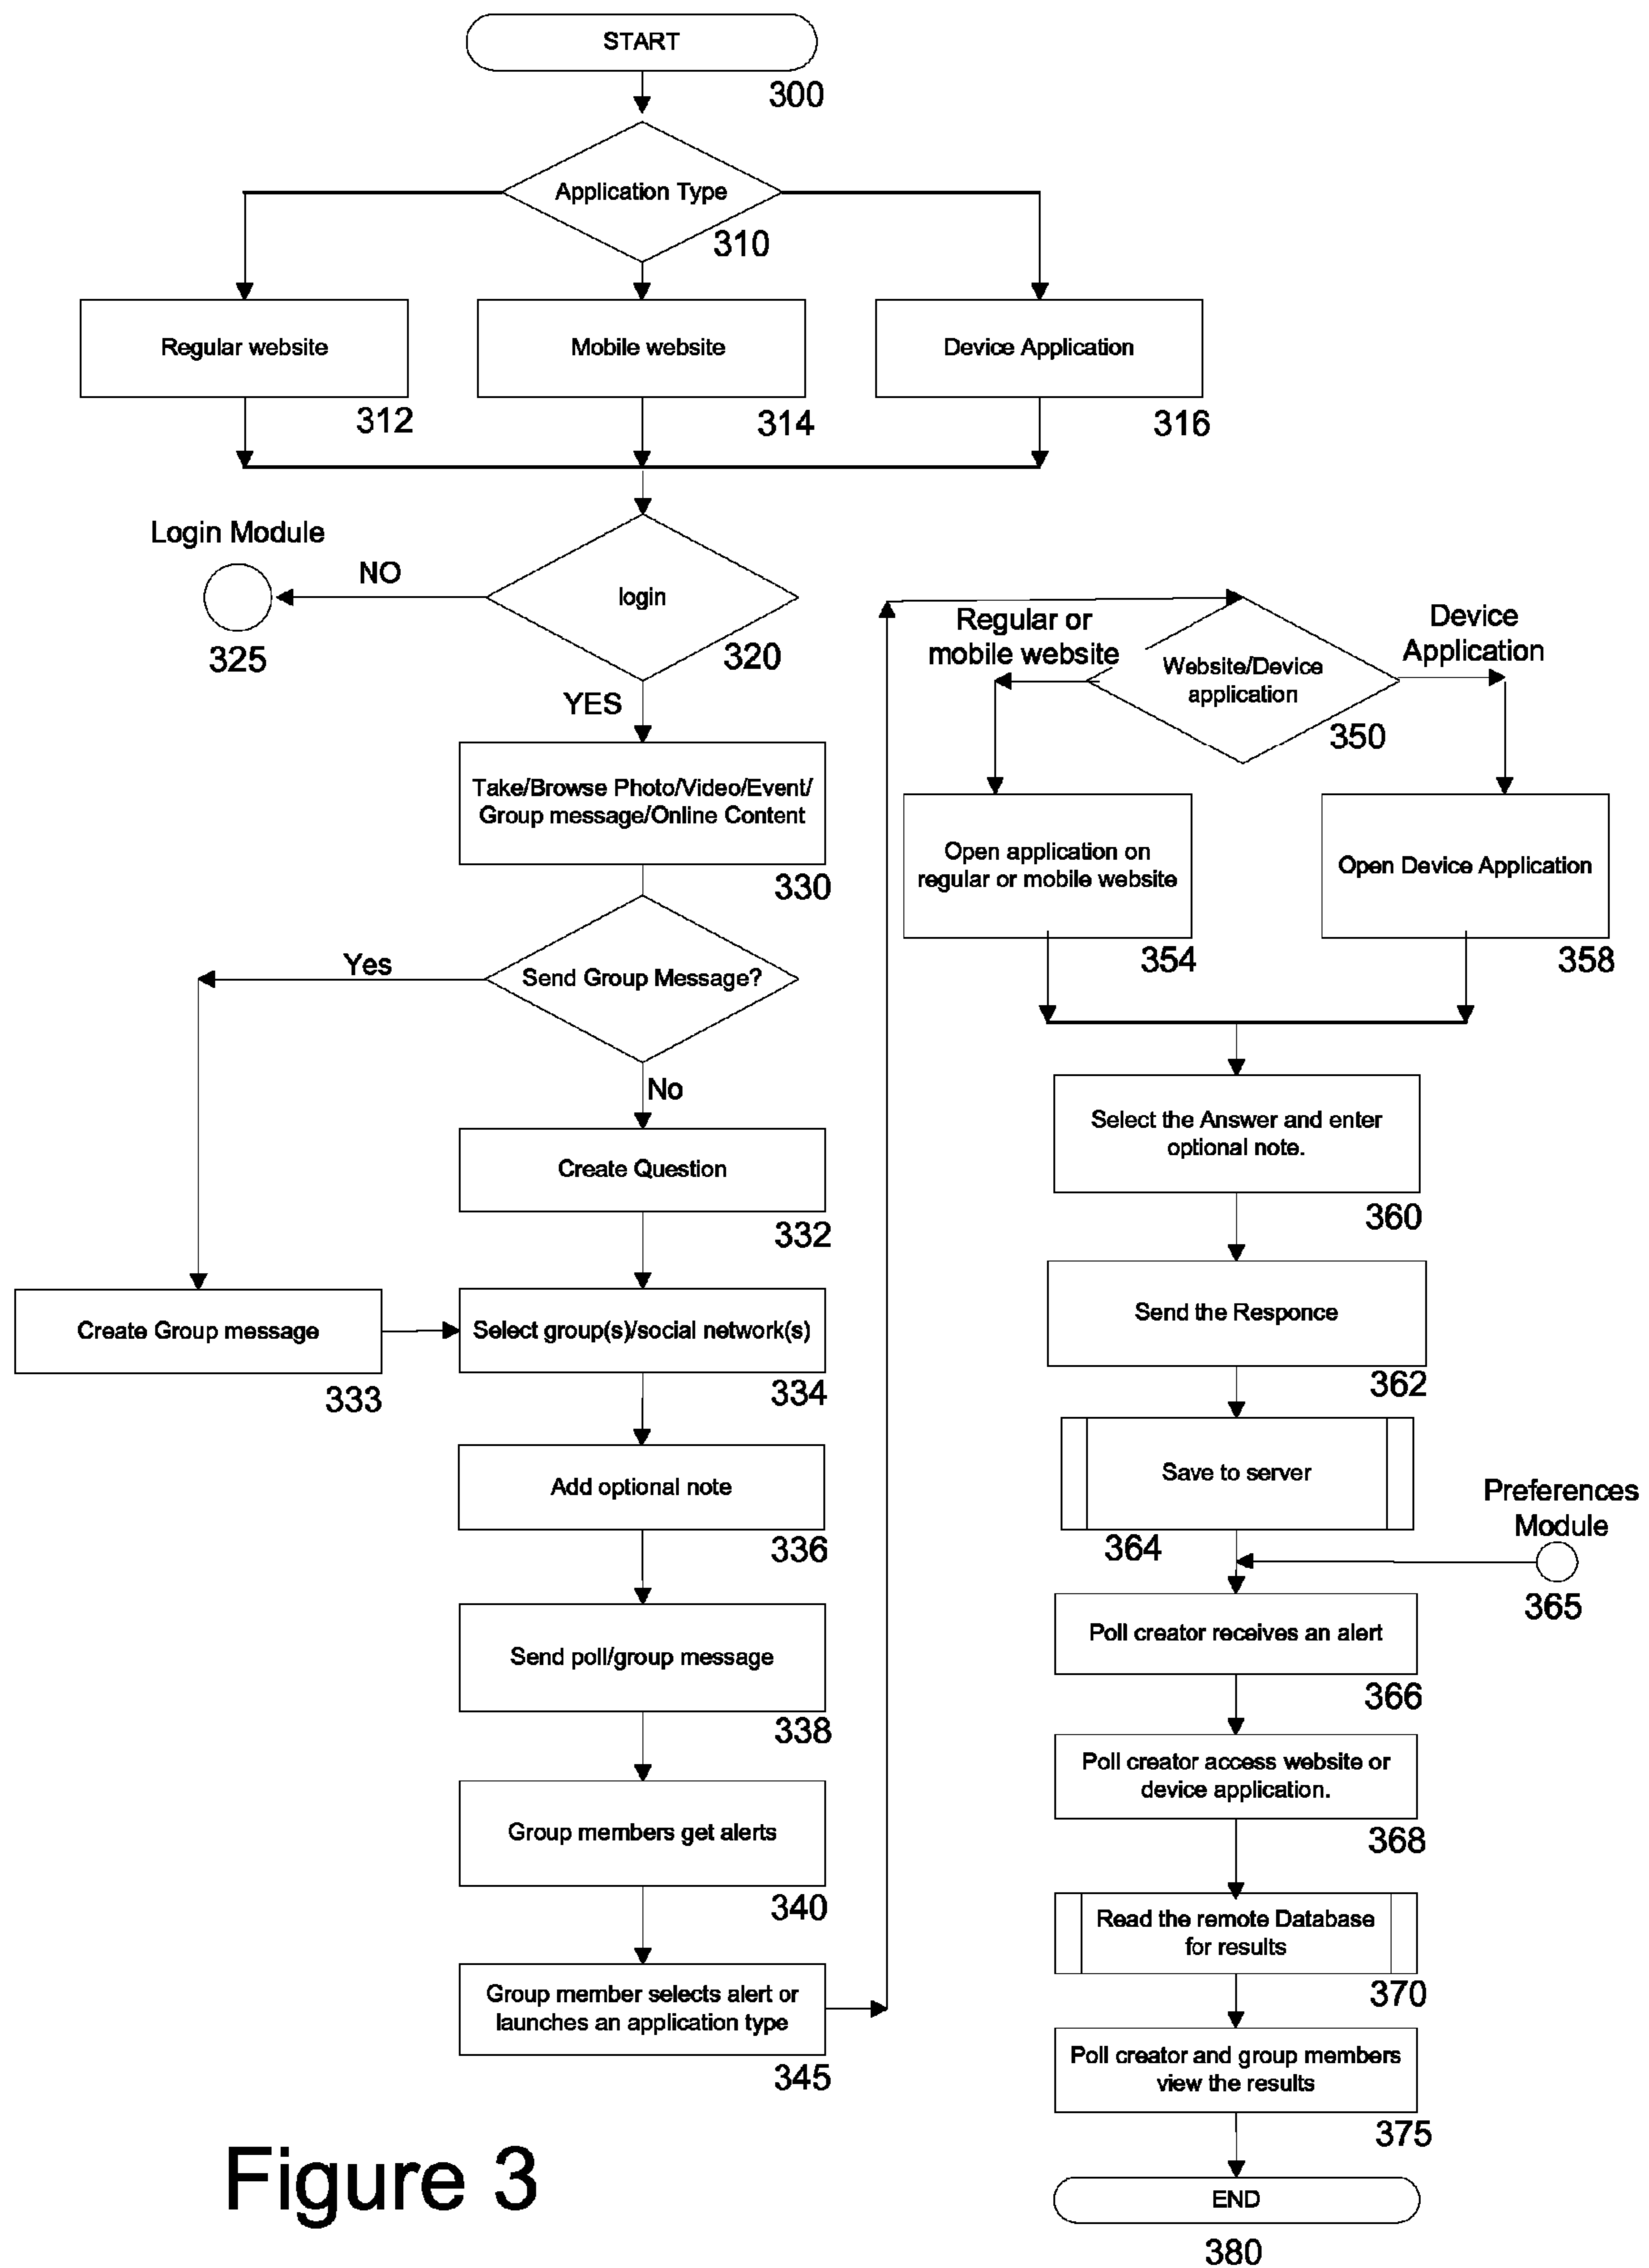 START
300
Application Type
310
Regular website
312
Mobile website
314
Device Application
316
Login Module
325
NO
login
320
YES
Take/Browse Photo/Video/Event/
Group message/Online Content
330
Yes
Send Group Message?
No
Create Question
332
Create Group message
333
Select group(s)/social network(s)
334
Add optional note
336
Send poll/group message
338
Group members get alerts
340
Group member selects alert or
launches an application type
345
Regular or
mobile website
Website/Device
application
350
Device
Application
Open application on
regular or mobile website
354
Open Device Application
358
Select the Answer and enter
optional note.
360
Send the Responce
362
Save to server
364
Preferences
Module
365
Poll creator receives an alert
366
Poll creator access website or
device application.
368
Read the remote Database
for results
370
Poll creator and group members
view the results
375
END
380
Figure 3